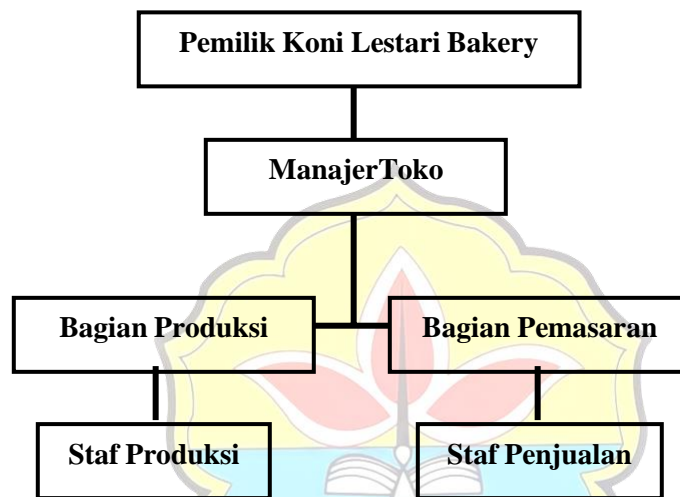 Pemilik Koni Lestari Bakery
ManajerToko
Bagian Produksi
Bagian Pemasaran
Staf Produksi
Staf Penjualan